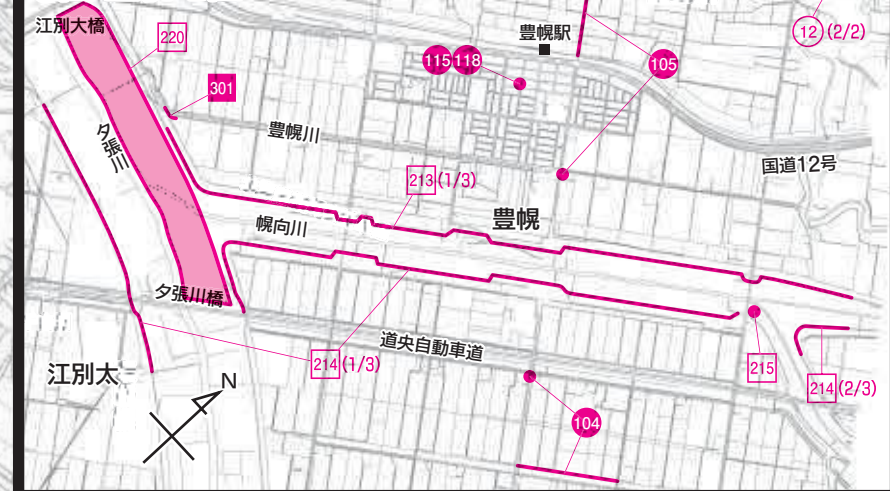 江別大橋
220
豊幌駅
12 (2/2)
115 118
105
301
夕張川
豊幌川
国道12号
213 (1/3)
豊幌
幌向川
夕張川橋
道央自動車道
江別太
214 (1/3)
215
214 (2/3)
N
104